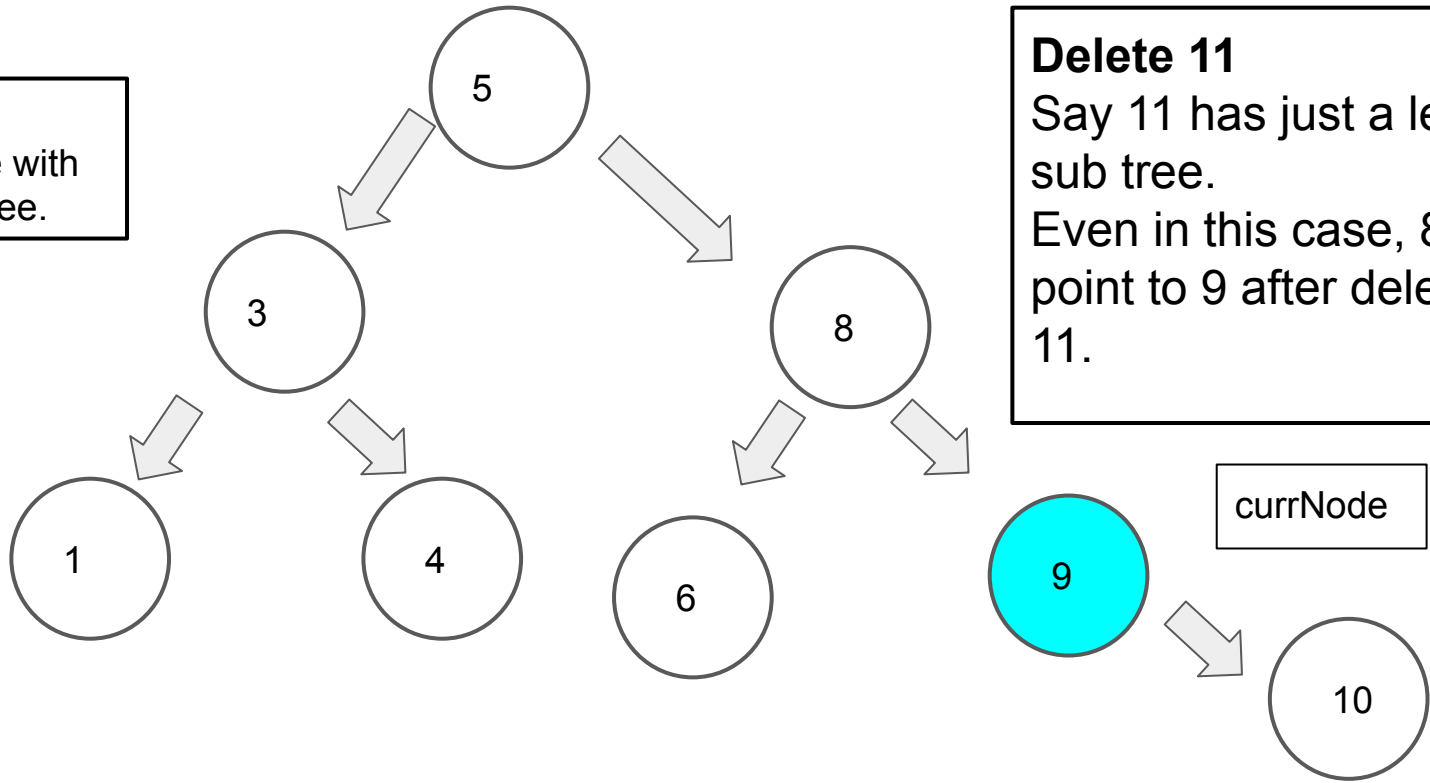 5
e with
ee.
Delete 11
Say 11 has just a le
sub tree.
Even in this case, 8
point to 9 after dele
11.
3
8
currNode
1
4
6
9
10